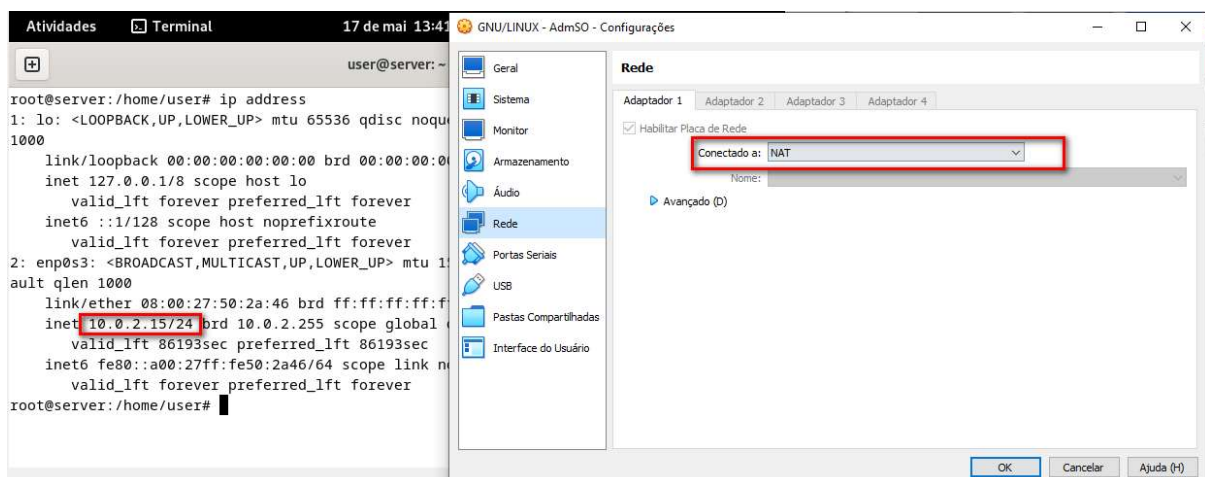 Atividades
Terminal
17 de mai 13:41
user@server: ~
root@server:/home/user# ip address
1: lo: <LOOPBACK,UP,LOWER_UP> mtu 65536 qdisc noque
1000
link/loopback 00:00:00:00:00:00 brd 00:00:00:0
inet 127.0.0.1/8 scope host lo
valid_lft forever preferred_lft forever
inet6 ::1/128 scope host noprefixroute
valid_lft forever preferred_lft forever
2: enp0s3: <BROADCAST,MULTICAST,UP,LOWER_UP> mtu 1
ault qlen 1000
link/ether 08:00:27:50:2a:46 brd ff:ff:ff:ff:f
inet 10.0.2.15/24 brd 10.0.2.255 scope global
valid_lft 86193sec preferred_lft 86193sec
inet6 fe80::a00:27ff:fe50:2a46/64 scope link n
valid_lft forever preferred_lft forever
root@server:/home/user#
GNU/LINUX - AdmSO - Configurações
Geral
Sistema
Monitor
Armazenamento
Áudio
Rede
Portas Seriais
USB
Pastas Compartilhadas
Interface do Usuário
Rede
Adaptador 1 Adaptador 2 Adaptador 3 Adaptador 4
Habilitar Placa de Rede
Conectado a: NAT
Nome:
Avançado (D)
OK Cancelar Ajuda (H)